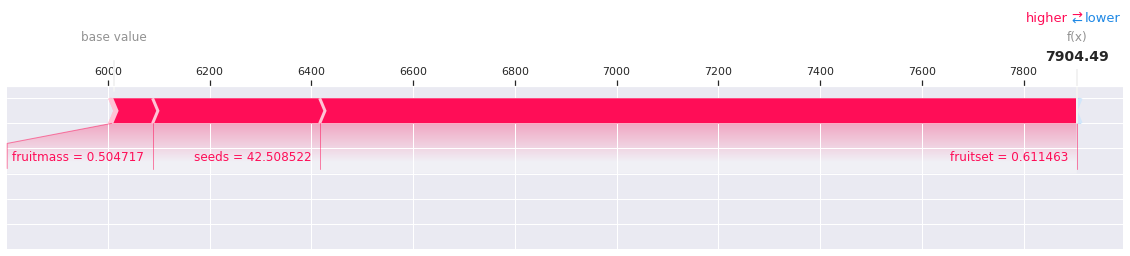 higher ⇄ lower
base value f(x)
7904.49
6000 6200 6400 6600 6800 7000 7200 7400 7600 7800
fruitmass = 0.504717 seeds = 42.508522 fruitset = 0.611463